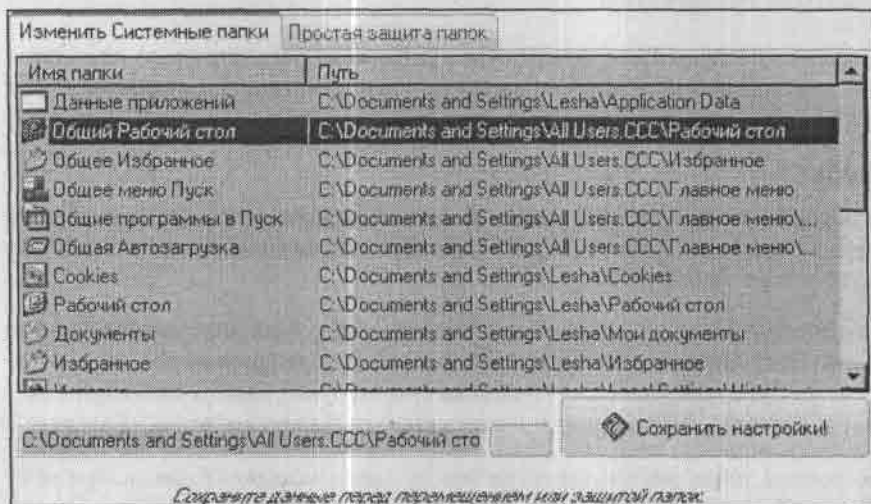 Изменить Системные папки Простая защита папок
Имя папки Путь
Данные приложений C:\Documents and Settings\Lesha\Application Data
Общий Рабочий стол C:\Documents and Settings\All Users.CCC\Рабочий стол
Общее Избранное C:\Documents and Settings\All Users.CCC\Избранное
Общее меню Пуск C:\Documents and Settings\All Users.CCC\Главное меню
Общие программы в Пуск C:\Documents and Settings\All Users.CCC\Главное меню\...
Общая Автозагрузка C:\Documents and Settings\All Users.CCC\Главное меню\...
Cookies C:\Documents and Settings\Lesha\Cookies
Рабочий стол C:\Documents and Settings\Lesha\Рабочий стол
Документы C:\Documents and Settings\Lesha\Мои документы
Избранное C:\Documents and Settings\Lesha\Избранное
C:\Documents and Settings\All Users.CCC\Рабочий сто Сохранить настройки!
Сохраните данные перед перемещением или защитой папок.